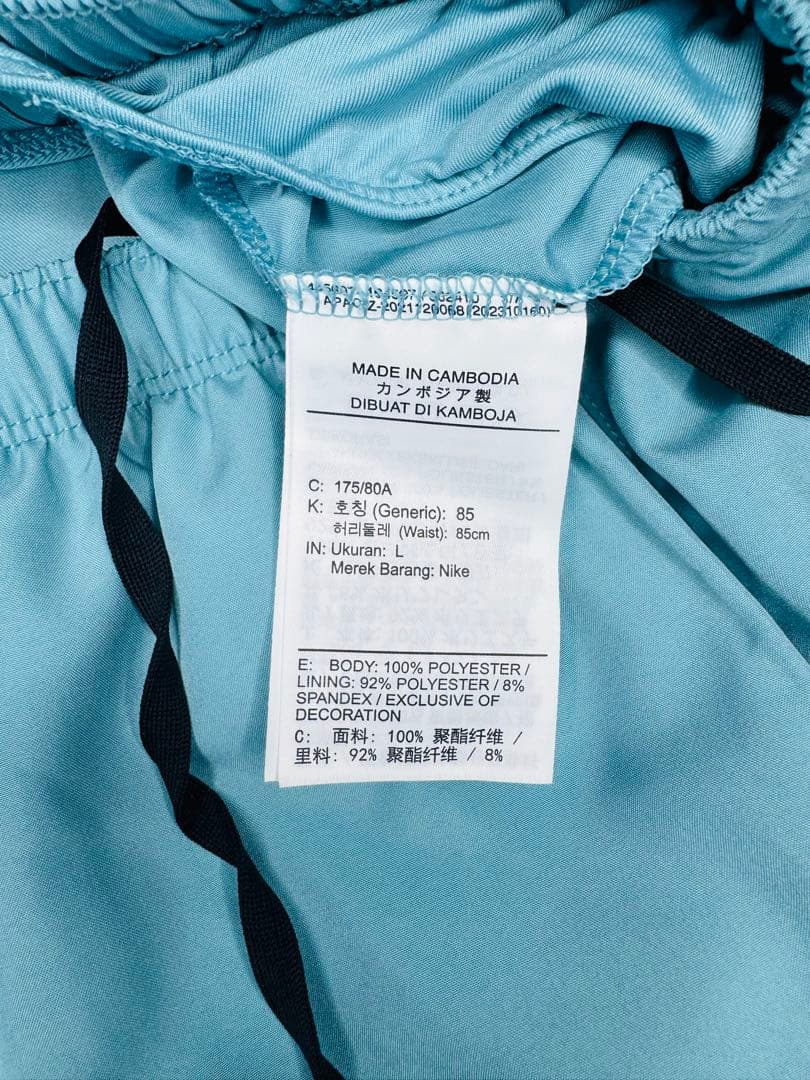 APAC-Z-20211
MADE IN CAMBODIA
カンボジア製
DIBUAT DI KAMBOJA
C: 175/80A
K: 호칭 (Generic): 85
허리둘레 (Waist): 85cm
IN: Ukuran: L
Merek Barang: Nike
E: BODY: 100% POLYESTER /
LINING: 92% POLYESTER / 8%
SPANDEX / EXCLUSIVE OF
DECORATION
C: 面料: 100% 聚酯纤维 /
里料: 92% 聚酯纤维 / 8%